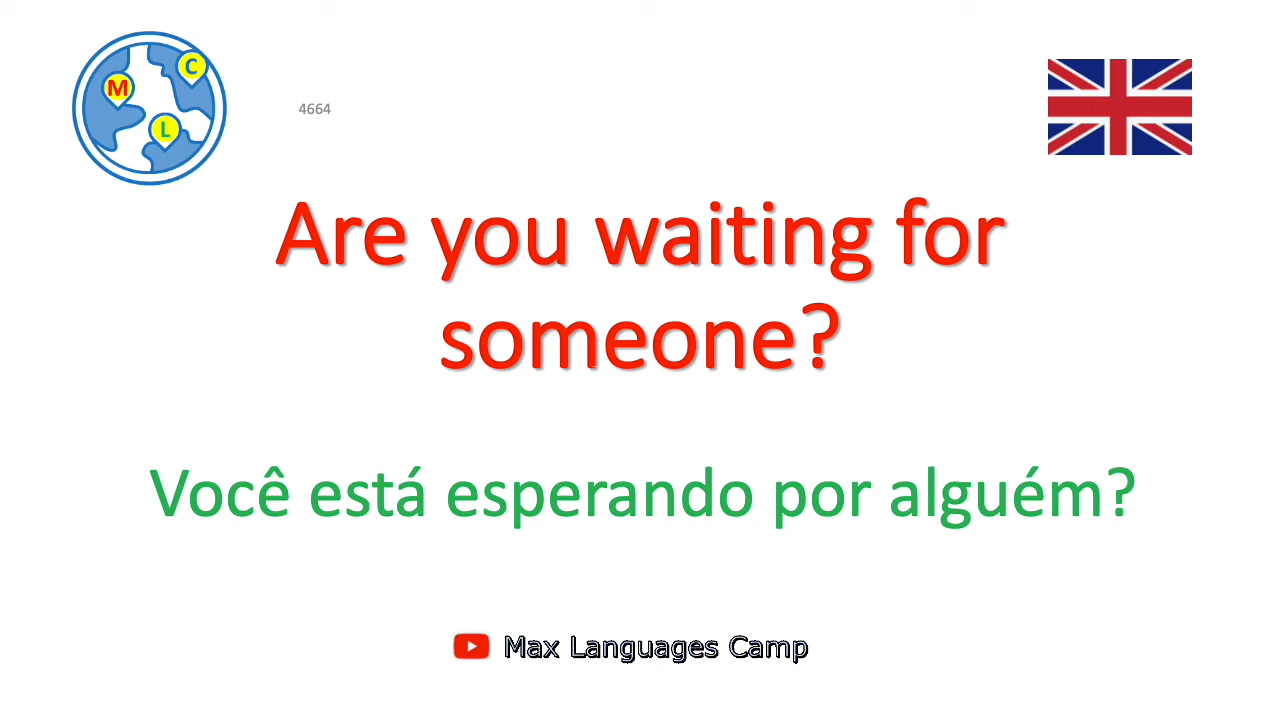 C
M
L
4664
Are you waiting for
someone?
Você está esperando por alguém?
Max Languages Camp